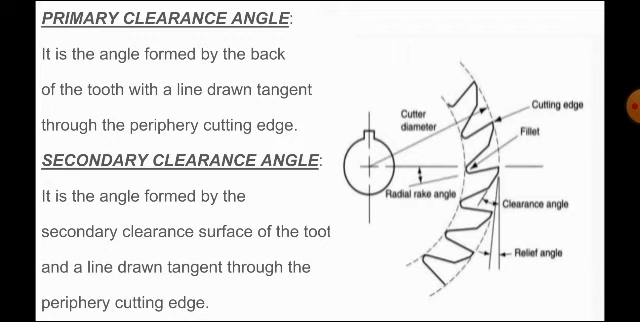 PRIMARY CLEARANCE ANGLE:
It is the angle formed by the back
of the tooth with a line drawn tangent
through the periphery cutting edge.
SECONDARY CLEARANCE ANGLE:
It is the angle formed by the
secondary clearance surface of the toot
and a line drawn tangent through the
periphery cutting edge.
Cutter
diameter
Cutting edge
Fillet
Radial rake angle
Clearance angle
Relief angle